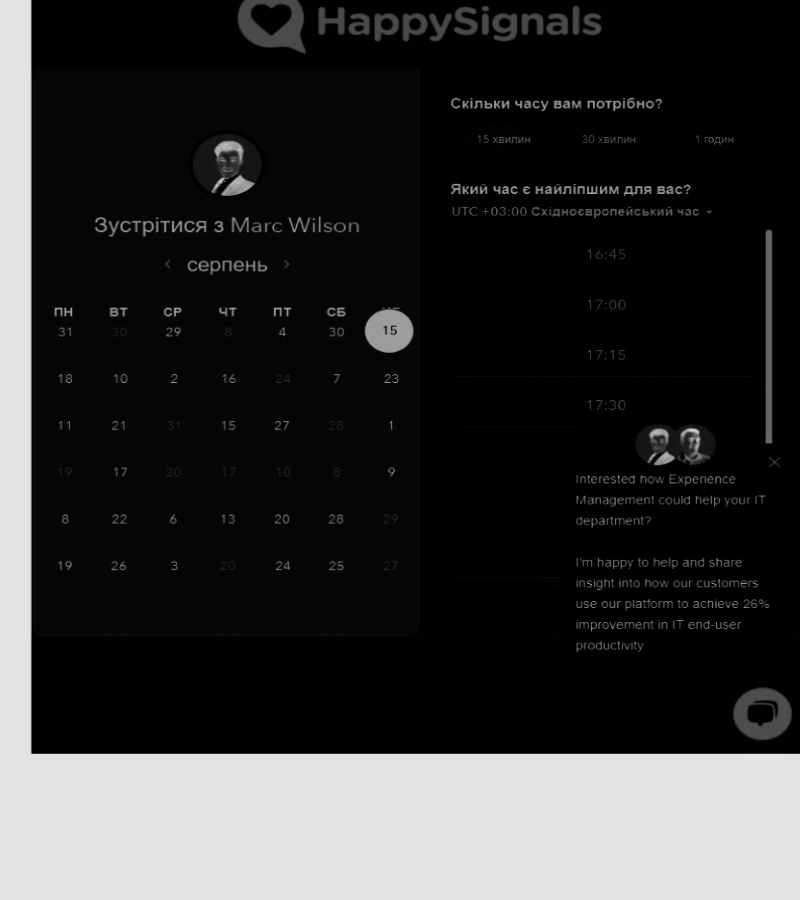 HappySignals
Зустрітися з Marc Wilson
серпень
ПН ВТ СР ЧТ ПТ СБ
31 30 29 8 4 30 15
18 10 2 16 24 7 23
11 21 31 15 27 28 1
19 17 20 17 10 8 9
8 22 6 13 20 28 29
19 26 3 20 24 25 27
Скільки часу вам потрібно?
15 хвилин 30 хвилин 1 годин
Який час є найліпшим для вас?
UTC +03:00 Східноєвропейський час
16:45
17:00
17:15
17:30
Interested how Experience
Management could help your IT
department?
I'm happy to help and share
insight into how our customers
use our platform to achieve 26%
improvement in IT end-user
productivity